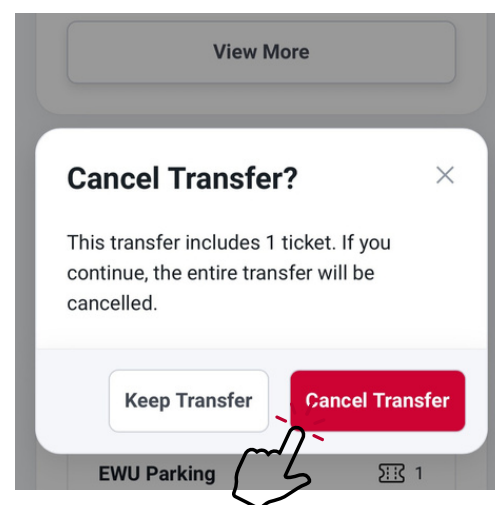 View More
Cancel Transfer?
This transfer includes 1 ticket. If you
continue, the entire transfer will be
cancelled.
Keep Transfer Cancel Transfer
EWU Parking 1